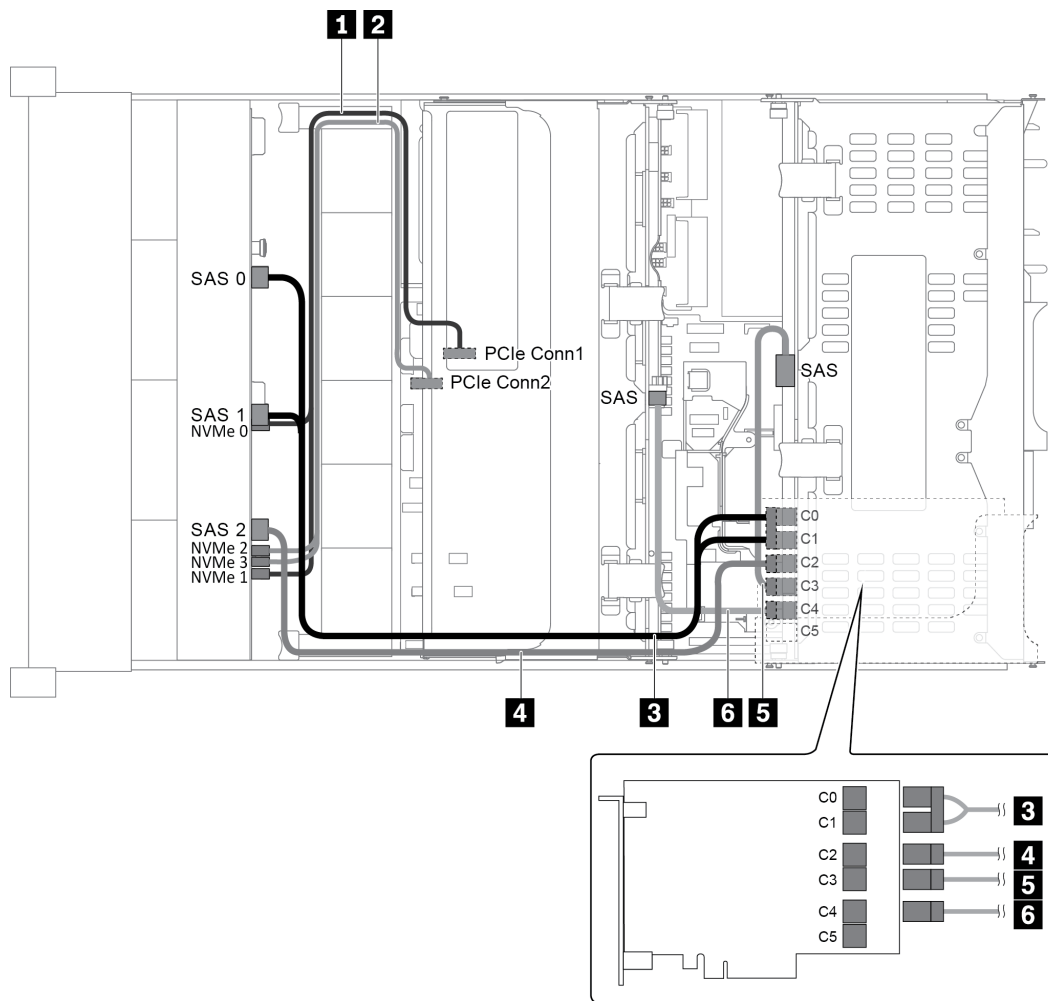 1 2
SAS 0
PCIe Conn1
PCIe Conn2
SAS
SAS
SAS 1
NVMe 0
SAS 2
NVMe 2
NVMe 3
NVMe 1
C0
C1
C2
C3
C4
C5
4 3 6 5
C0
C1
C2
C3
C4
C5
3
4
5
6